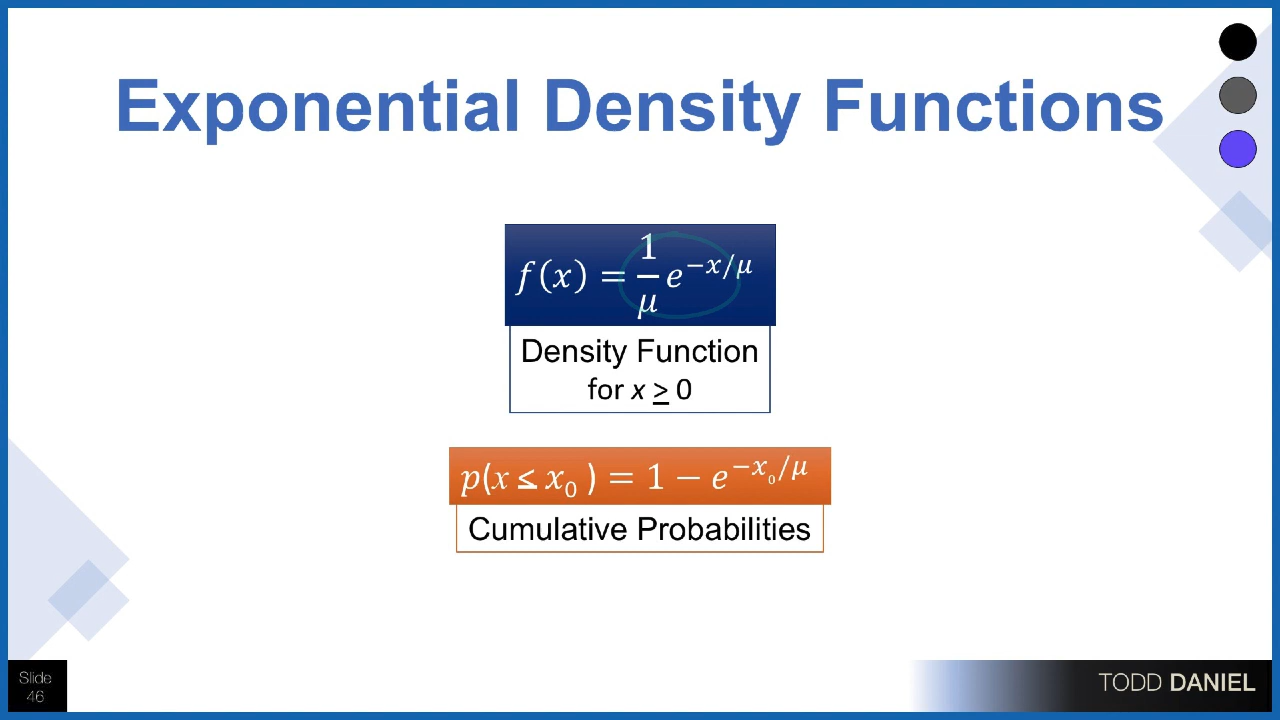 Exponential Density Functions
f(x) = 1/μ e^{−x/μ}
Density Function
for x ≥ 0
p(x ≤ x₀ ) = 1 − e^{−x₀/μ}
Cumulative Probabilities
Slide
46
TODD DANIEL